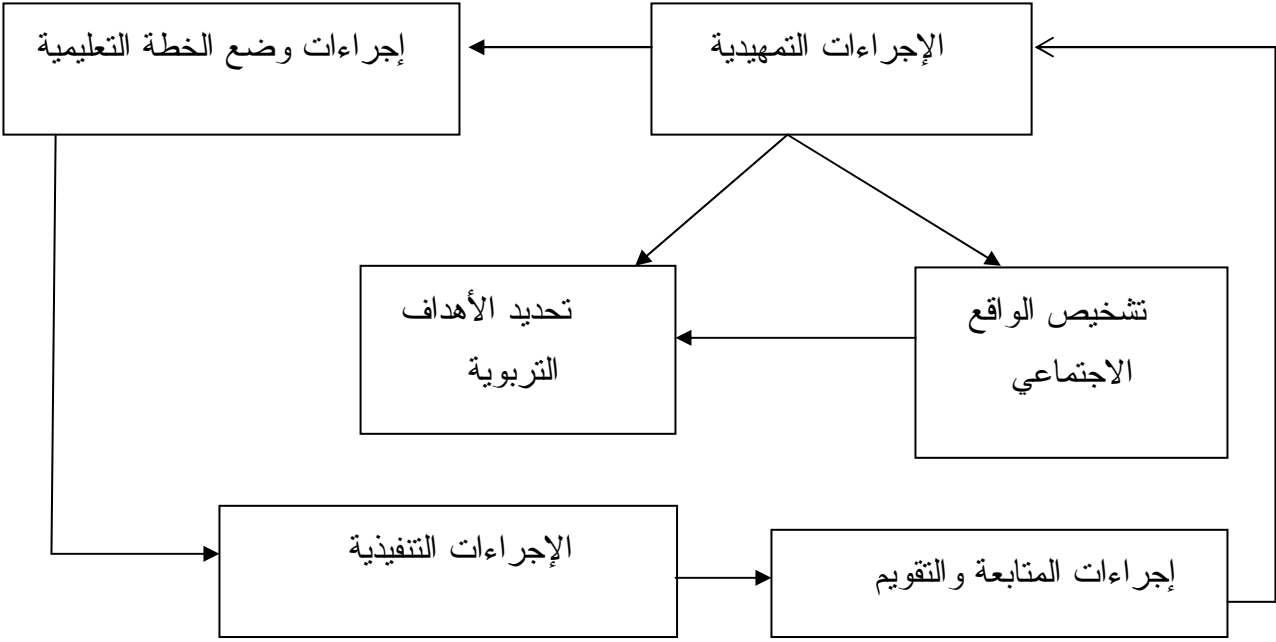 الإجراءات التمهيدية
إجراءات وضع الخطة التعليمية
تشخيص الواقع
الاجتماعي
تحديد الأهداف
التربوية
الإجراءات التنفيذية
إجراءات المتابعة والتقويم